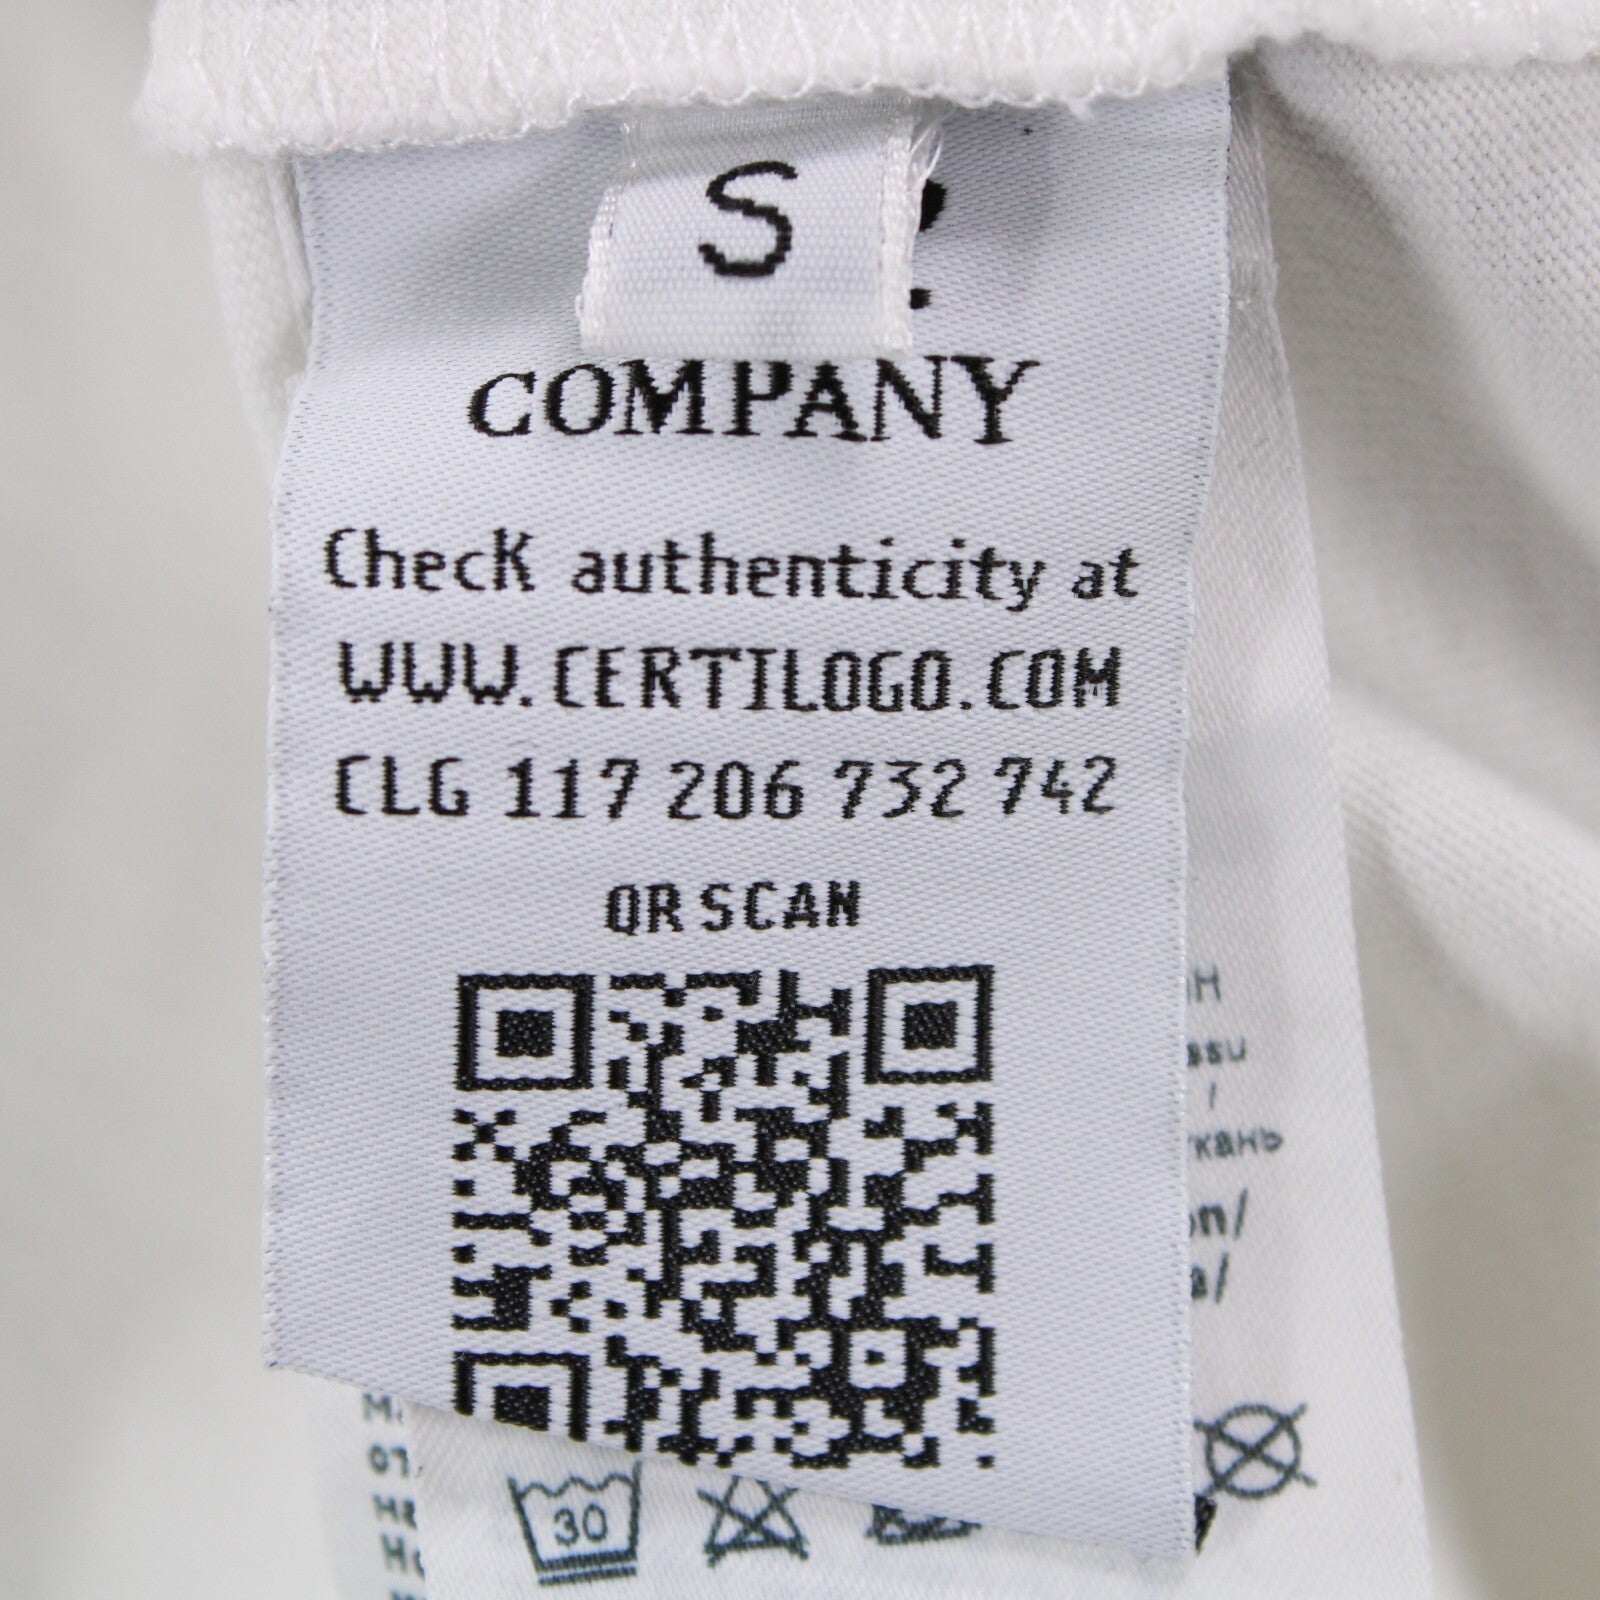 S
COMPANY
Check authenticity at
WWW.CERTILOGO.COM
CLG 117 206 732 742
QR SCAN
30